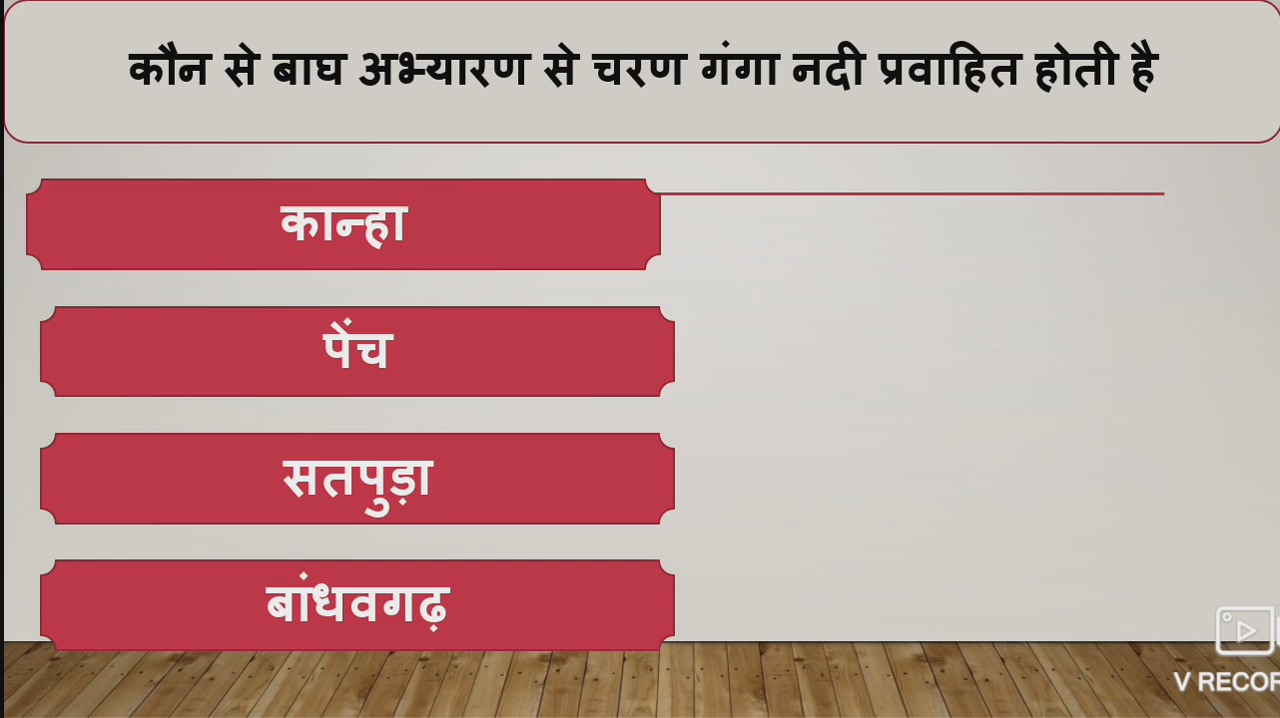 कौन से बाघ अभ्यारण से चरण गंगा नदी प्रवाहित होती है
कान्हा
पेंच
सतपुड़ा
बांधवगढ़
V RECOR